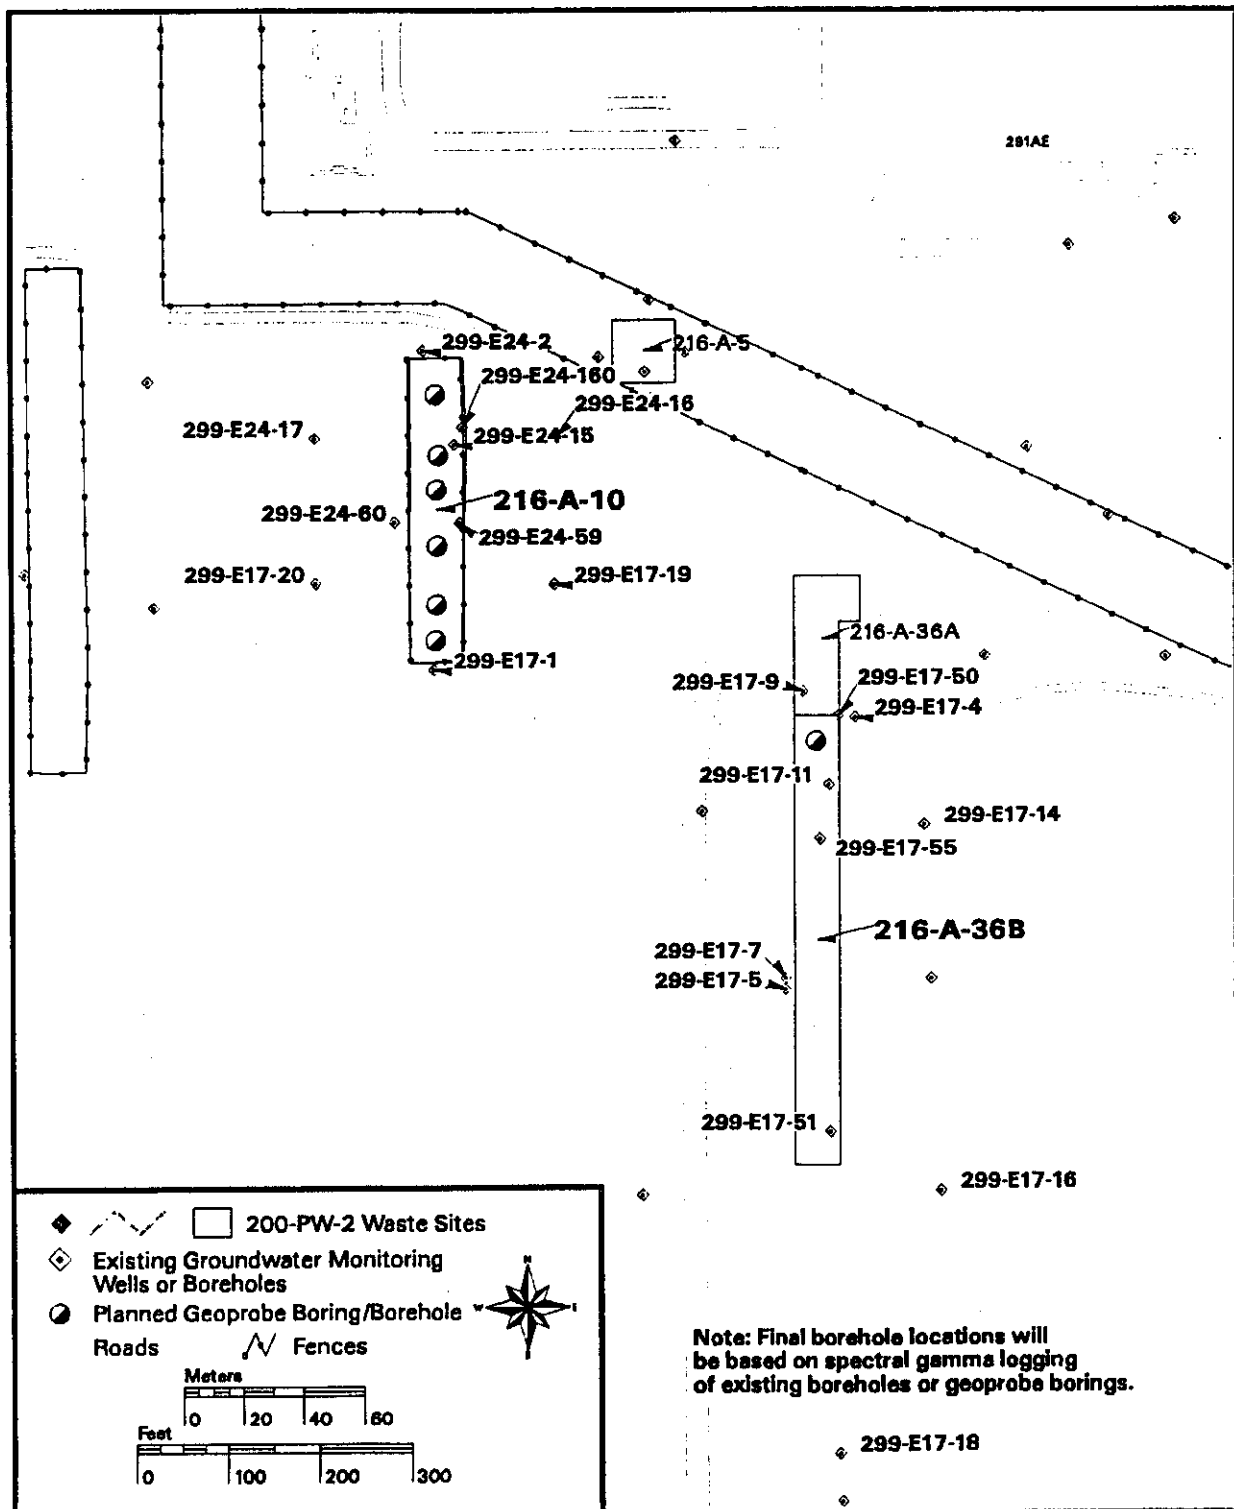 291AE
299-E24-2
216-A-5
299-E24-160
299-E24-16
299-E24-17
299-E24-15
216-A-10
299-E24-60
299-E24-59
299-E17-20
299-E17-19
216-A-36A
299-E17-1
299-E17-9
299-E17-50
299-E17-4
299-E17-11
299-E17-14
299-E17-55
216-A-36B
299-E17-7
299-E17-5
299-E17-51
299-E17-16
200-PW-2 Waste Sites
Existing Groundwater Monitoring
Wells or Boreholes
Planned Geoprobe Boring/Borehole
Roads Fences
N
W E
Meters
0 20 40 60
Feet
0 100 200 300
Note: Final borehole locations will
be based on spectral gamma logging
of existing boreholes or geoprobe borings.
299-E17-18